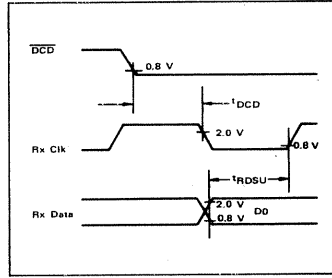 DCD
0.8 V
tDCD
2.0 V
Rx Clk
0.8 V
tRDSU
2.0 V
Rx Data
0.8 V
D0